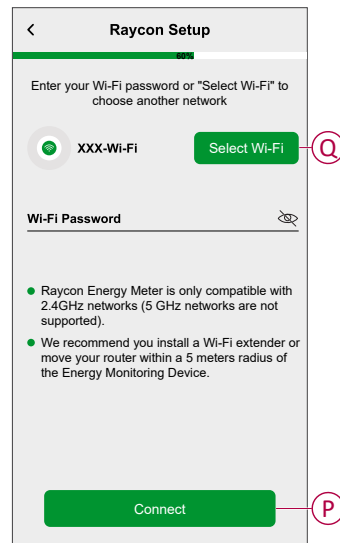 Raycon Setup
60%
Enter your Wi-Fi password or "Select Wi-Fi" to
choose another network
XXX-Wi-Fi
Select Wi-Fi
Q
Wi-Fi Password
Raycon Energy Meter is only compatible with
2.4GHz networks (5 GHz networks are not
supported).
We recommend you install a Wi-Fi extender or
move your router within a 5 meters radius of
the Energy Monitoring Device.
Connect
P